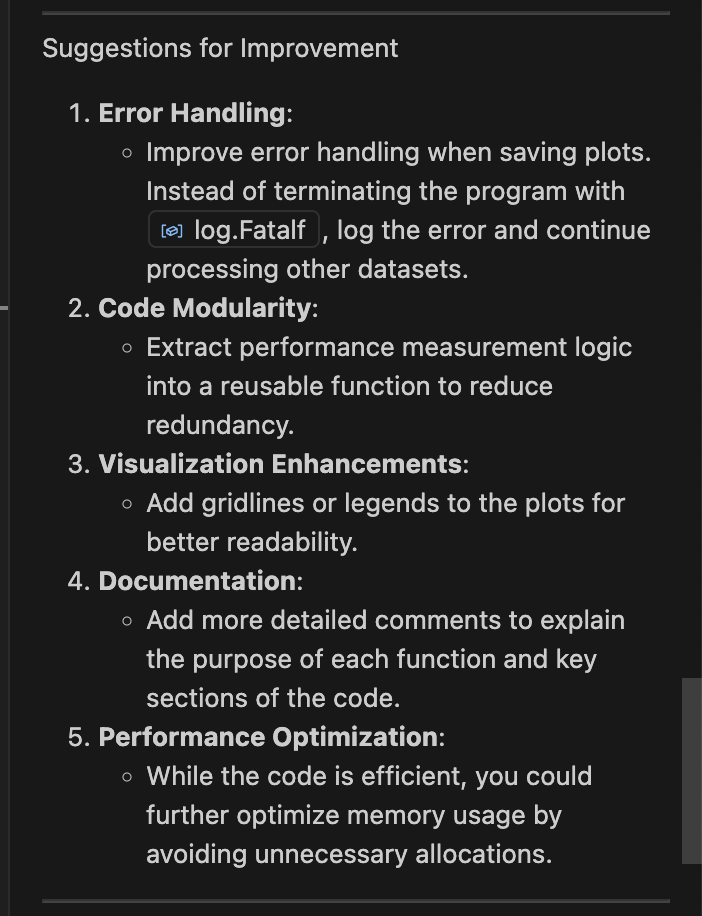 Suggestions for Improvement
1. Error Handling:
◦ Improve error handling when saving plots.
Instead of terminating the program with
log.Fatalf , log the error and continue
processing other datasets.
2. Code Modularity:
◦ Extract performance measurement logic
into a reusable function to reduce
redundancy.
3. Visualization Enhancements:
◦ Add gridlines or legends to the plots for
better readability.
4. Documentation:
◦ Add more detailed comments to explain
the purpose of each function and key
sections of the code.
5. Performance Optimization:
◦ While the code is efficient, you could
further optimize memory usage by
avoiding unnecessary allocations.